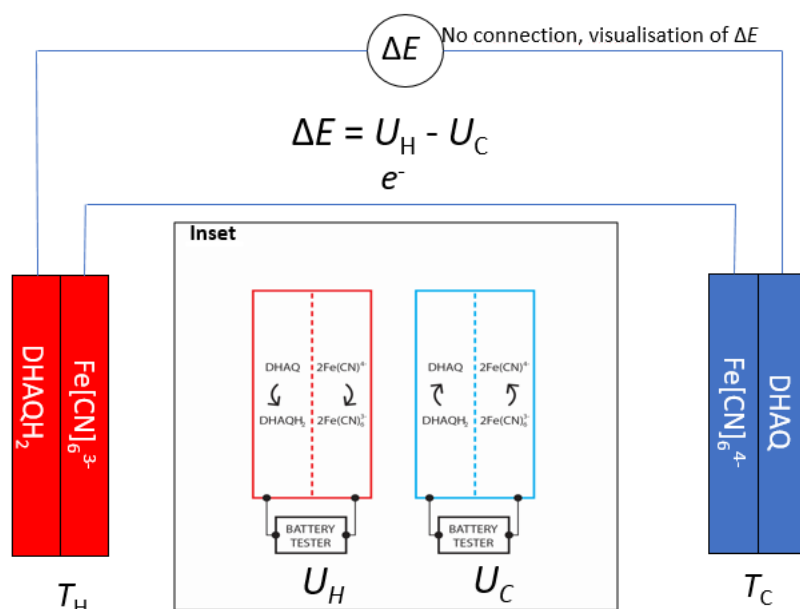 ΔE
No connection, visualisation of ΔE
ΔE = U_H - U_C
e⁻
Inset
DHAQH₂
Fe[CN]₆³⁻
DHAQ
2Fe(CN)⁴⁻
DHAQH₂
2Fe(CN)₆³⁻
BATTERY
TESTER
U_H
DHAQ
2Fe(CN)⁴⁻
DHAQH₂
2Fe(CN)₆³⁻
BATTERY
TESTER
U_C
Fe[CN]₆⁴⁻
DHAQ
T_H
T_C